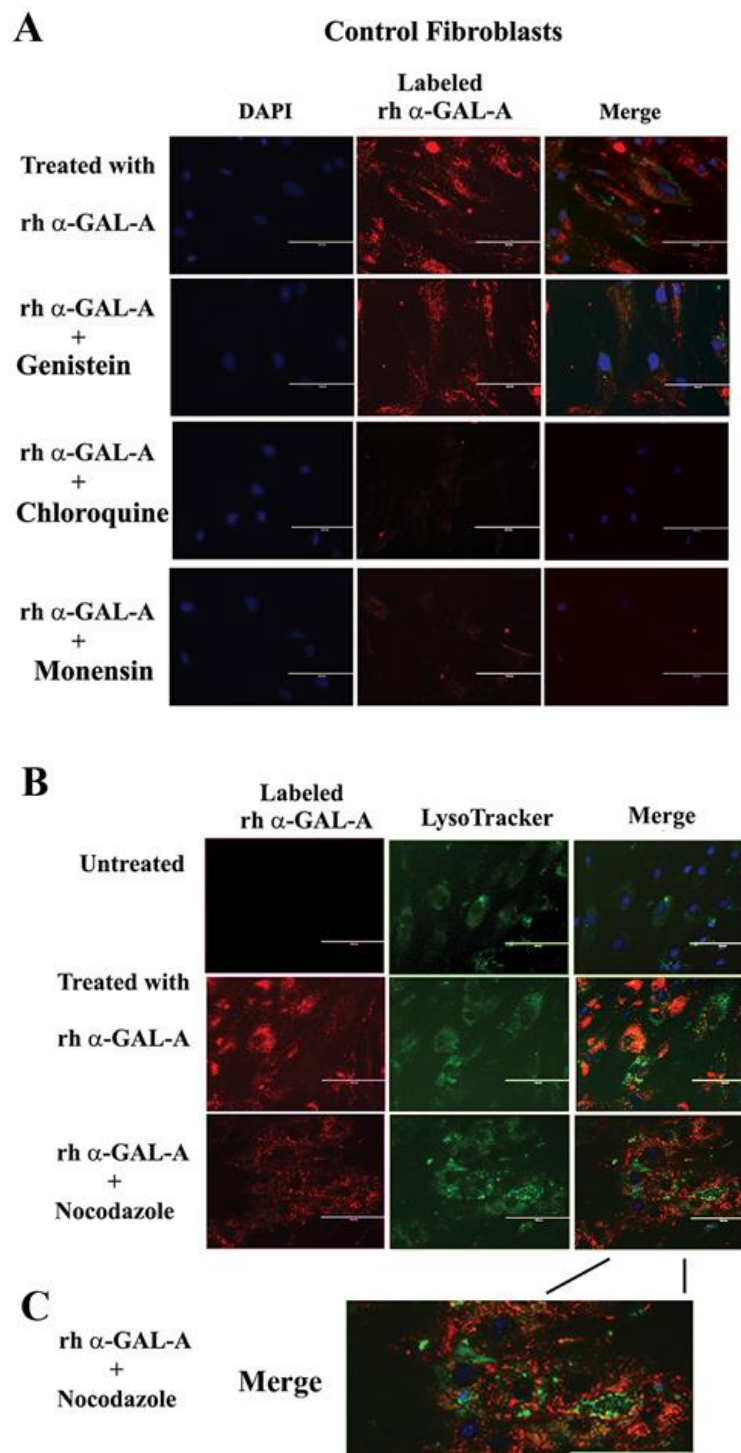 A
Control Fibroblasts
DAPI
Labeled
rh α-GAL-A
Merge
Treated with
rh α-GAL-A
rh α-GAL-A
+
Genistein
rh α-GAL-A
+
Chloroquine
rh α-GAL-A
+
Monensin
B
Labeled
rh α-GAL-A
LysoTracker
Merge
Untreated
Treated with
rh α-GAL-A
rh α-GAL-A
+
Nocodazole
C
rh α-GAL-A
+
Nocodazole
Merge